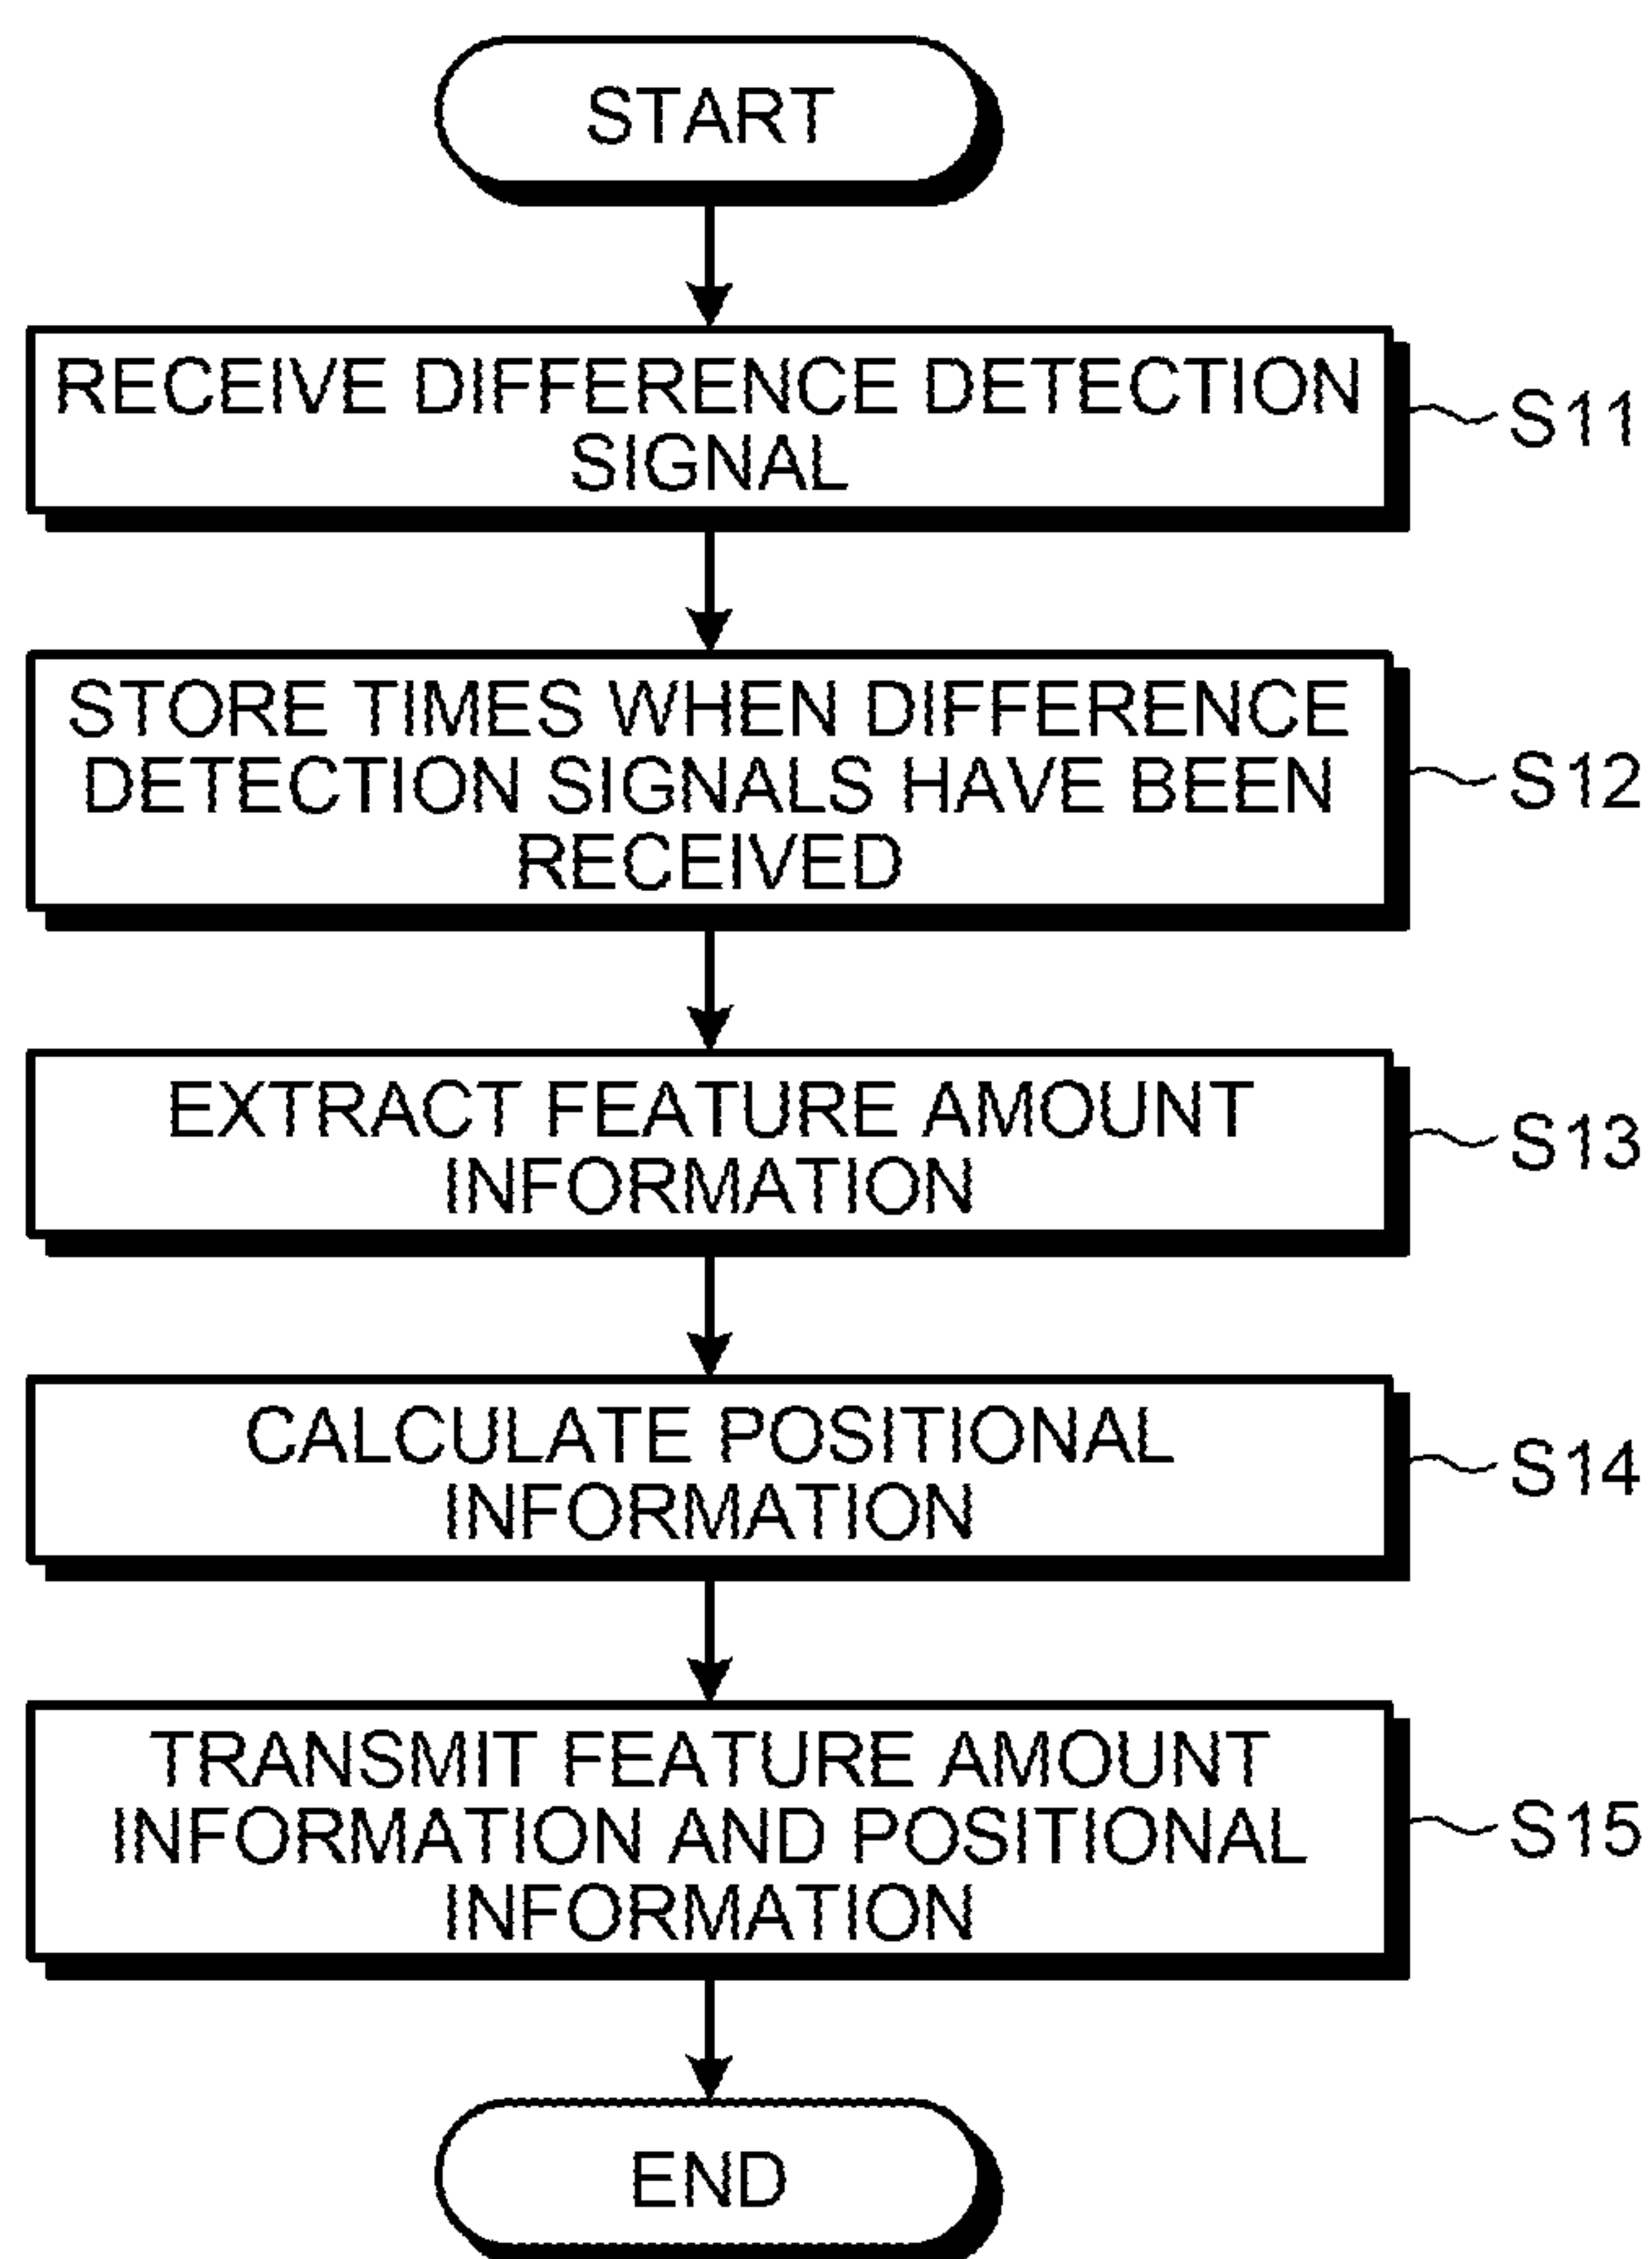 START
RECEIVE DIFFERENCE DETECTION
SIGNAL
S11
STORE TIMES WHEN DIFFERENCE
DETECTION SIGNALS HAVE BEEN
RECEIVED
S12
EXTRACT FEATURE AMOUNT
INFORMATION
S13
CALCULATE POSITIONAL
INFORMATION
S14
TRANSMIT FEATURE AMOUNT
INFORMATION AND POSITIONAL
INFORMATION
S15
END